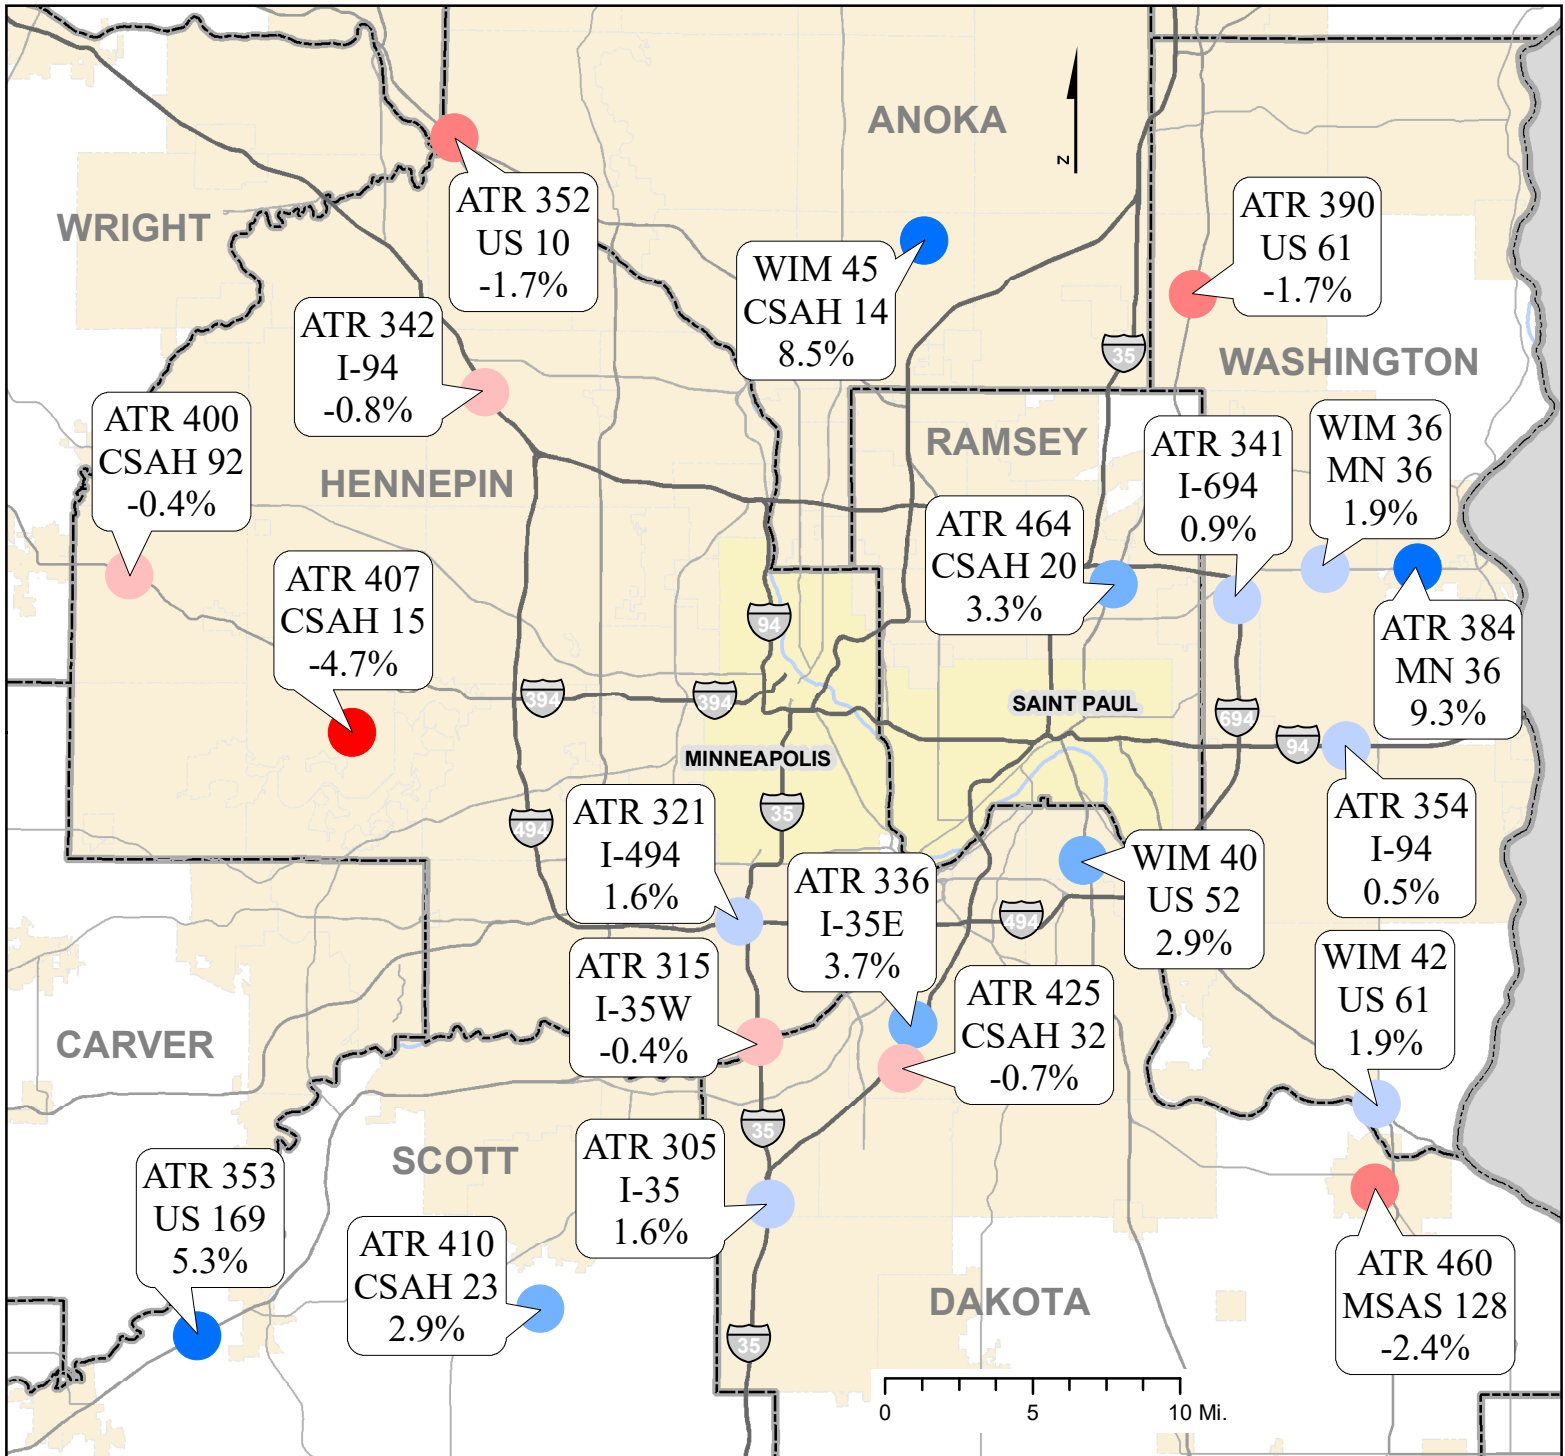 ANOKA
z
ATR 352
US 10
-1.7%
ATR 390
US 61
-1.7%
WRIGHT
WIM 45
CSAH 14
8.5%
ATR 342
I-94
-0.8%
35
WASHINGTON
ATR 400
CSAH 92
-0.4%
RAMSEY
ATR 341
I-694
0.9%
WIM 36
MN 36
1.9%
HENNEPIN
ATR 464
CSAH 20
3.3%
ATR 407
CSAH 15
-4.7%
94
ATR 384
MN 36
9.3%
394
394
SAINT PAUL
694
94
MINNEAPOLIS
ATR 321
I-494
1.6%
35
494
ATR 354
I-94
0.5%
WIM 40
US 52
2.9%
ATR 336
I-35E
3.7%
494
WIM 42
US 61
1.9%
ATR 315
I-35W
-0.4%
ATR 425
CSAH 32
-0.7%
CARVER
35
SCOTT
ATR 305
I-35
1.6%
ATR 353
US 169
5.3%
ATR 410
CSAH 23
2.9%
ATR 460
MSAS 128
-2.4%
DAKOTA
35
0 5 10 Mi.